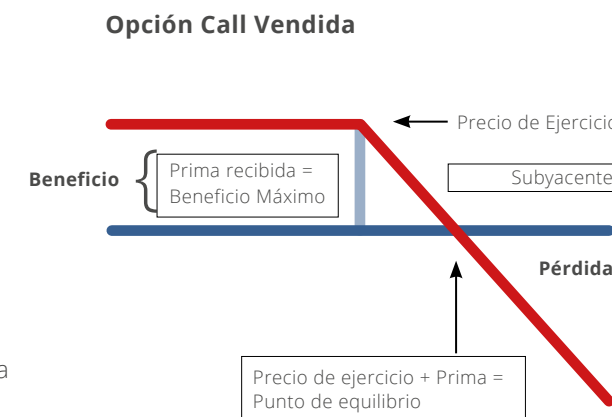 Opción Call Vendida
Precio de Ejercicio
Beneficio
Prima recibida =
Beneficio Máximo
Subyacente
Pérdida
a
Precio de ejercicio + Prima =
Punto de equilibrio